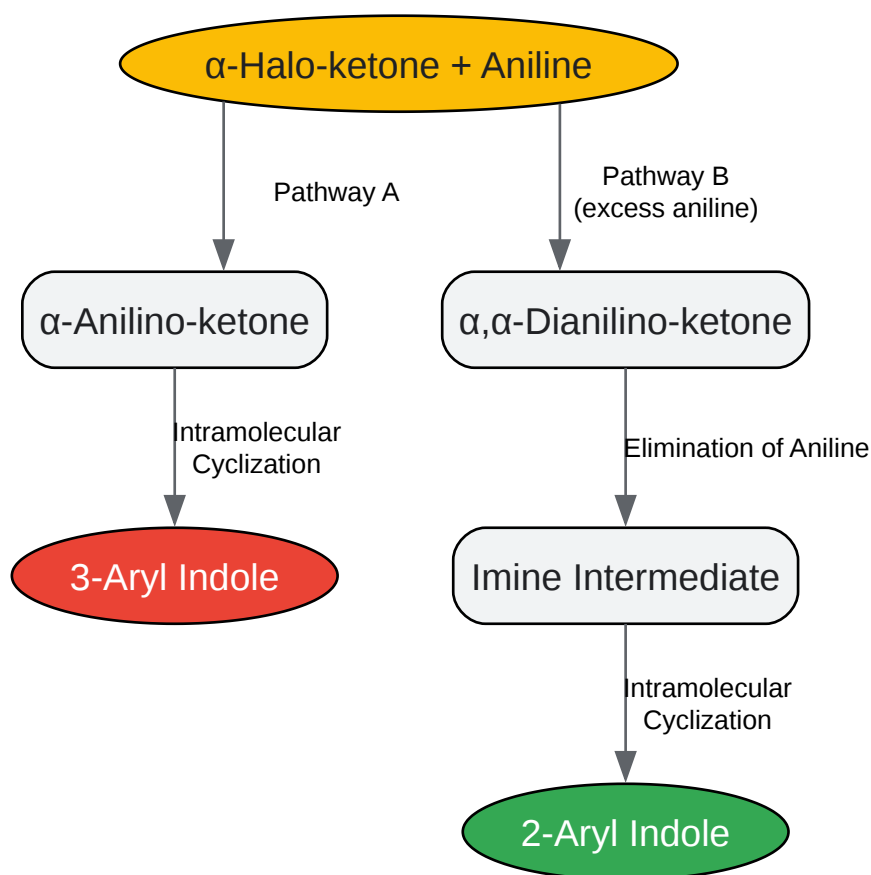 α-Halo-ketone + Aniline
Pathway A
Pathway B
(excess aniline)
α-Anilino-ketone
α,α-Dianilino-ketone
Intramolecular
Cyclization
Elimination of Aniline
3-Aryl Indole
Imine Intermediate
Intramolecular
Cyclization
2-Aryl Indole